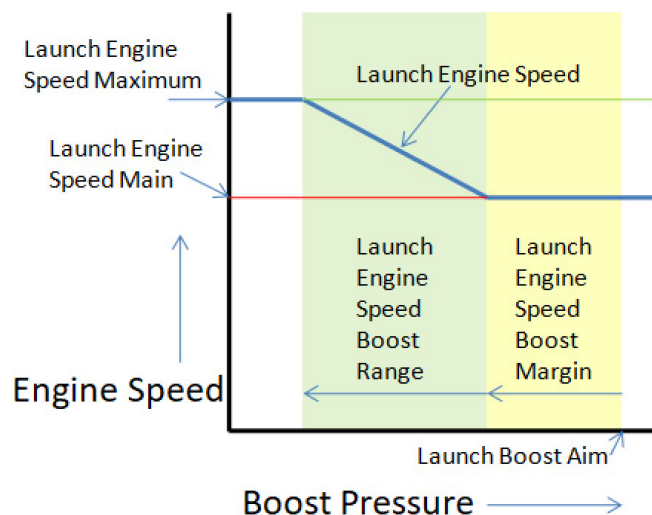 Launch Engine
Speed Maximum
Launch Engine Speed
Launch Engine
Speed Main
Launch
Engine
Speed
Boost
Range
Launch
Engine
Speed
Boost
Margin
Engine Speed
Launch Boost Aim
Boost Pressure